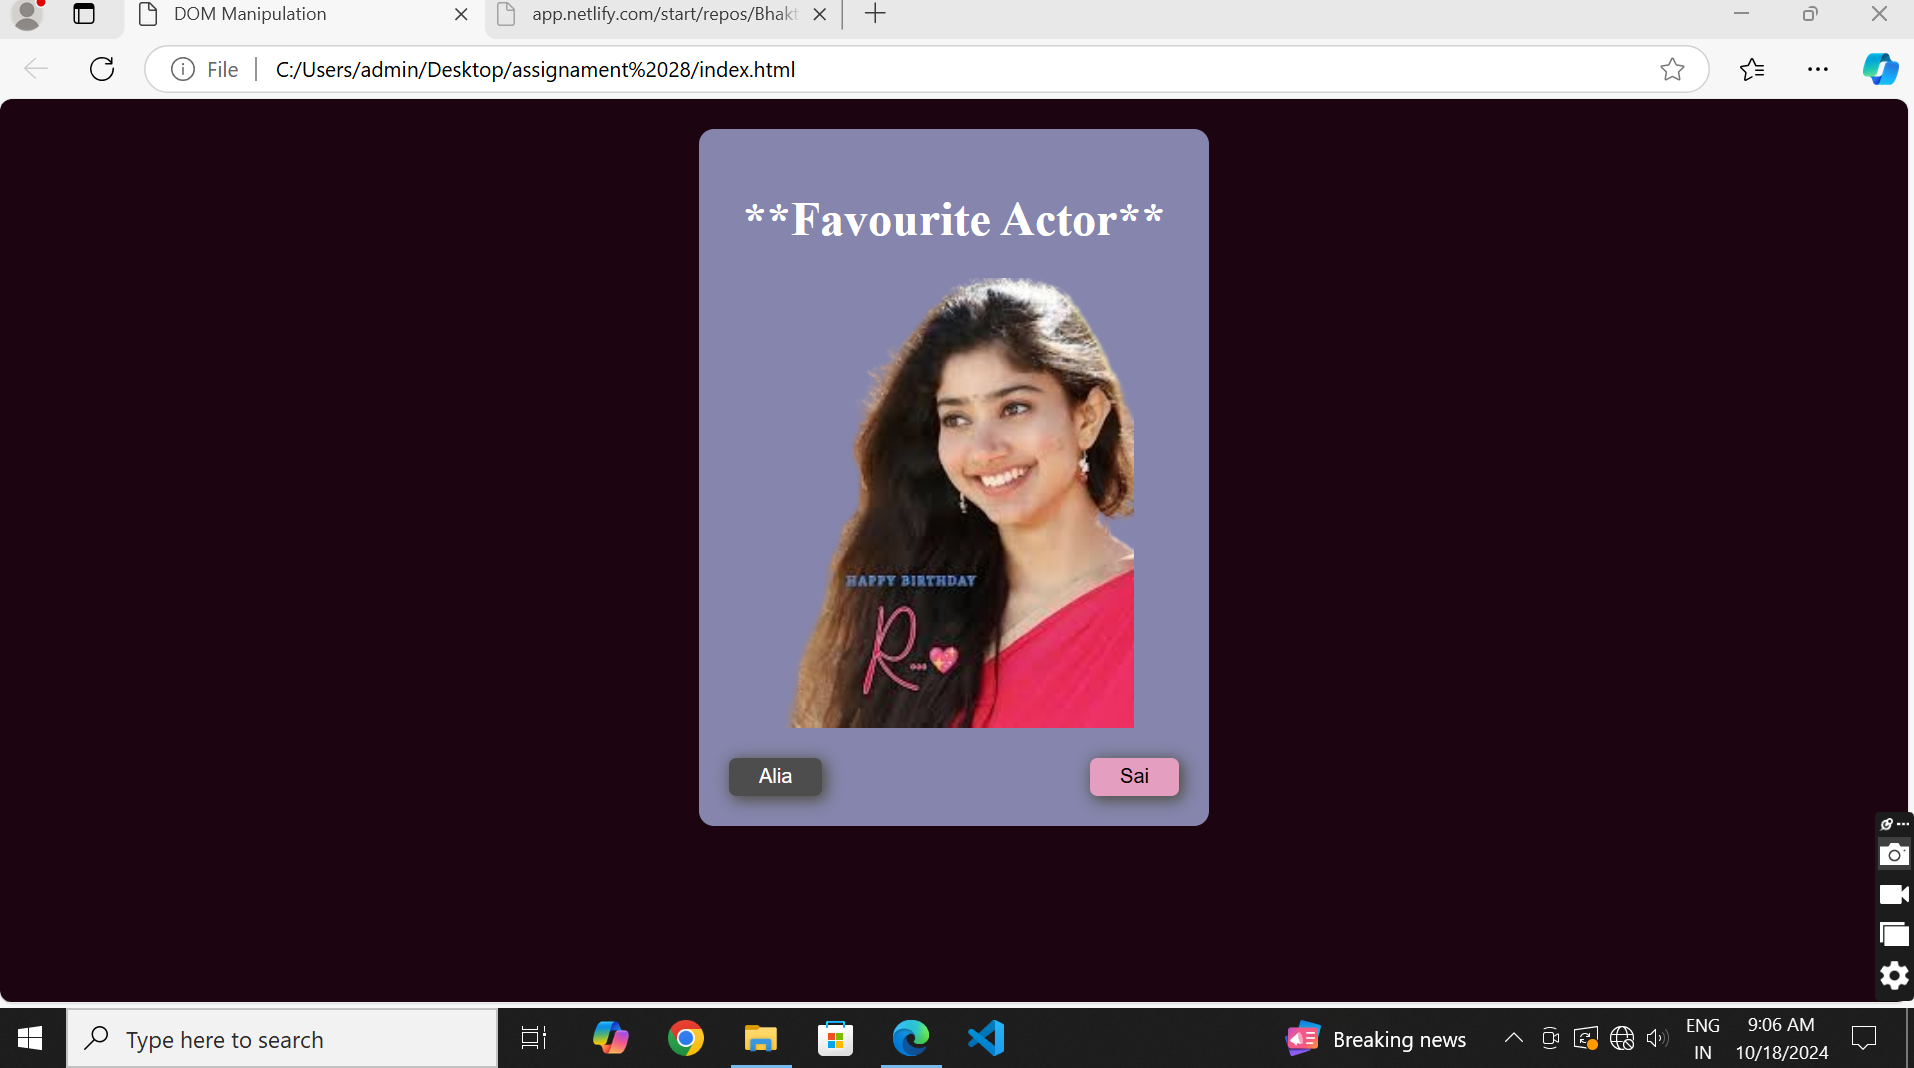 DOM Manipulation
app.netlify.com/start/repos/Bhakt
File
C:/Users/admin/Desktop/assignament%2028/index.html
**Favourite Actor**
HAPPY BIRTHDAY
R...💖
Alia
Sai
Type here to search
Breaking news
ENG
IN
9:06 AM
10/18/2024